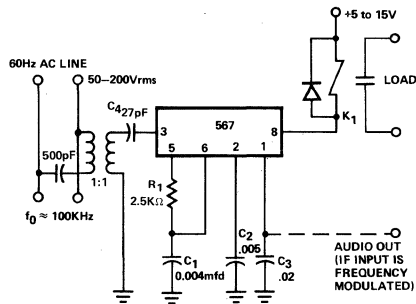 +5 to 15V
60Hz AC LINE
50–200Vrms
LOAD
C4 27pF
567
K1
3
8
5
6
2
1
500pF
1:1
R1
2.5KΩ
f0 ≈ 100KHz
C1
0.004mfd
C2
.005
C3
.02
AUDIO OUT
(IF INPUT IS
FREQUENCY
MODULATED)